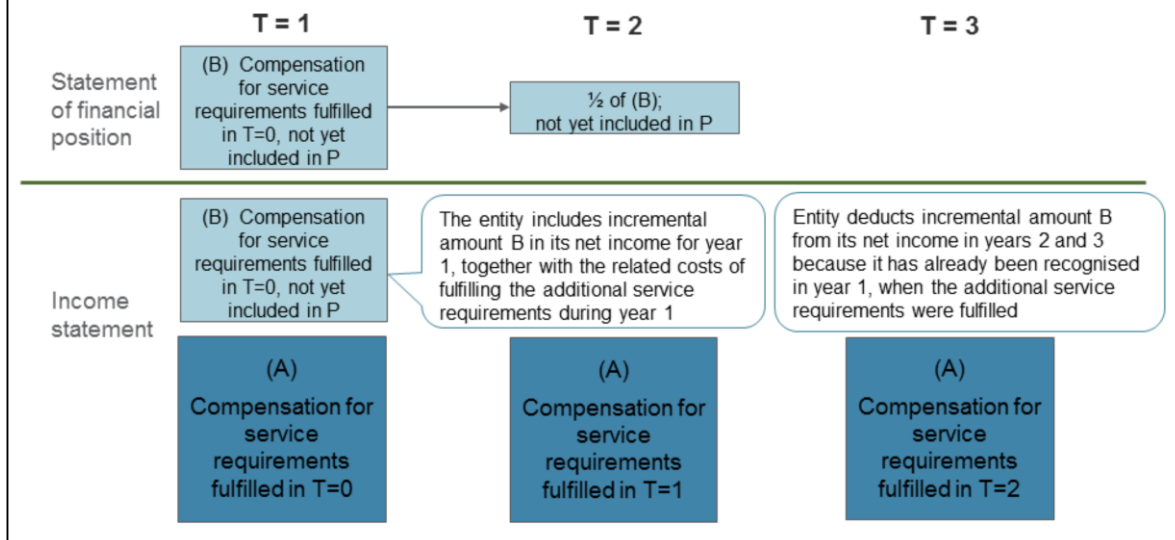 T = 1
T = 2
T = 3
Statement
of financial
position
(B) Compensation
for service
requirements fulfilled
in T=0, not yet
included in P
½ of (B);
not yet included in P
Income
statement
(B) Compensation
for service
requirements fulfilled
in T=0, not yet
included in P
The entity includes incremental
amount B in its net income for year
1, together with the related costs of
fulfilling the additional service
requirements during year 1
Entity deducts incremental amount B
from its net income in years 2 and 3
because it has already been recognised
in year 1, when the additional service
requirements were fulfilled
(A)
Compensation for
service
requirements
fulfilled in T=0
(A)
Compensation for
service
requirements
fulfilled in T=1
(A)
Compensation for
service
requirements
fulfilled in T=2